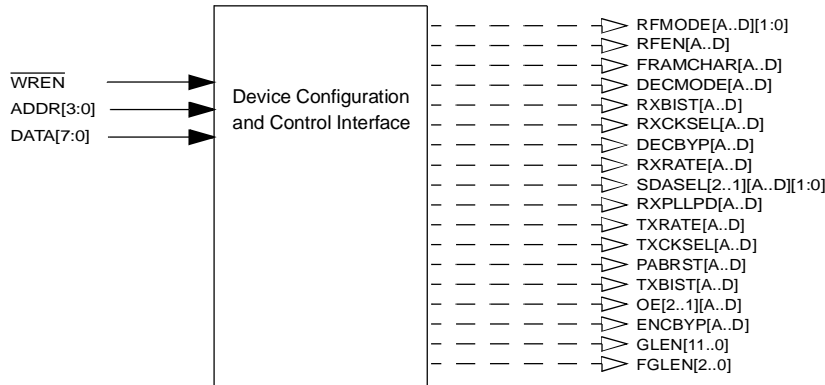 WREN
ADDR[3:0]
DATA[7:0]
Device Configuration
and Control Interface
RFMODE[A..D][1:0]
RFEN[A..D]
FRAMCHAR[A..D]
DECMODE[A..D]
RXBIST[A..D]
RXCKSEL[A..D]
DECBYP[A..D]
RXRATE[A..D]
SDASEL[2..1][A..D][1:0]
RXPLLPD[A..D]
TXRATE[A..D]
TXCKSEL[A..D]
PABRST[A..D]
TXBIST[A..D]
OE[2..1][A..D]
ENCBYP[A..D]
GLEN[11..0]
FGLEN[2..0]